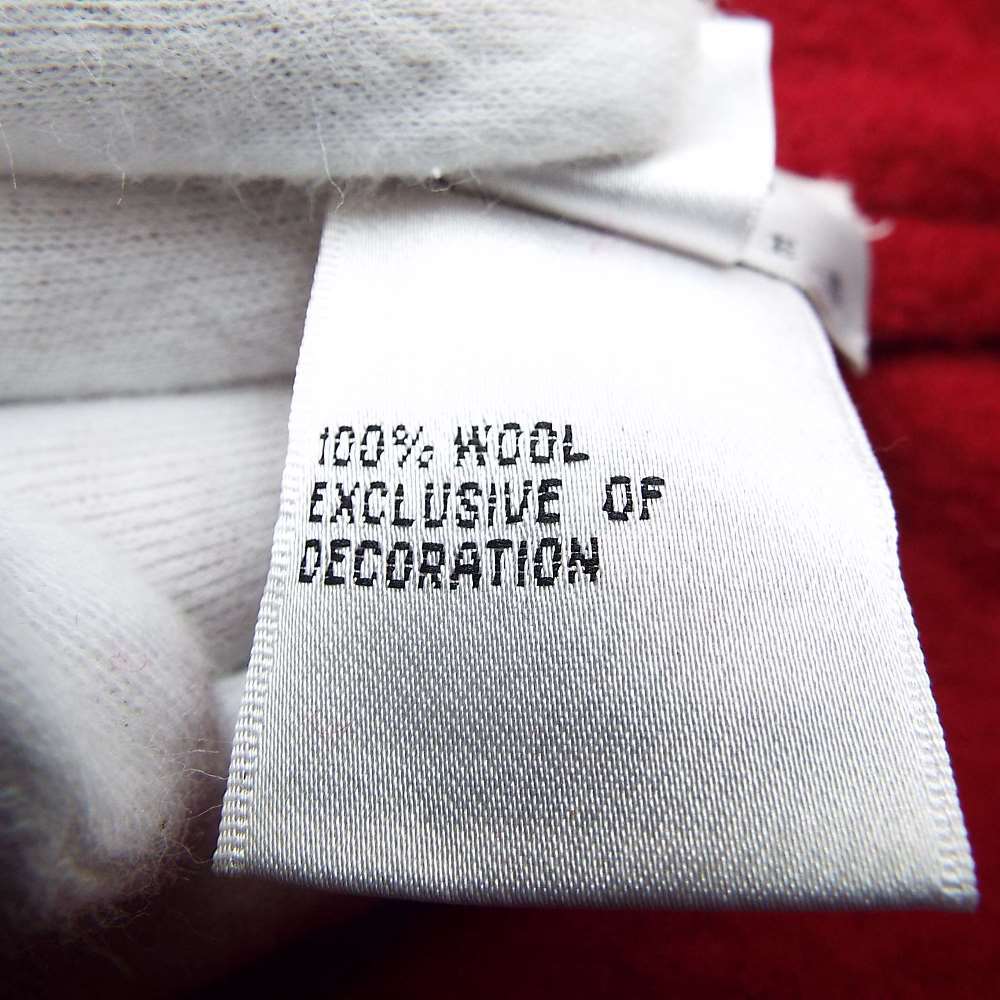 100% WOOL
EXCLUSIVE OF
DECORATION